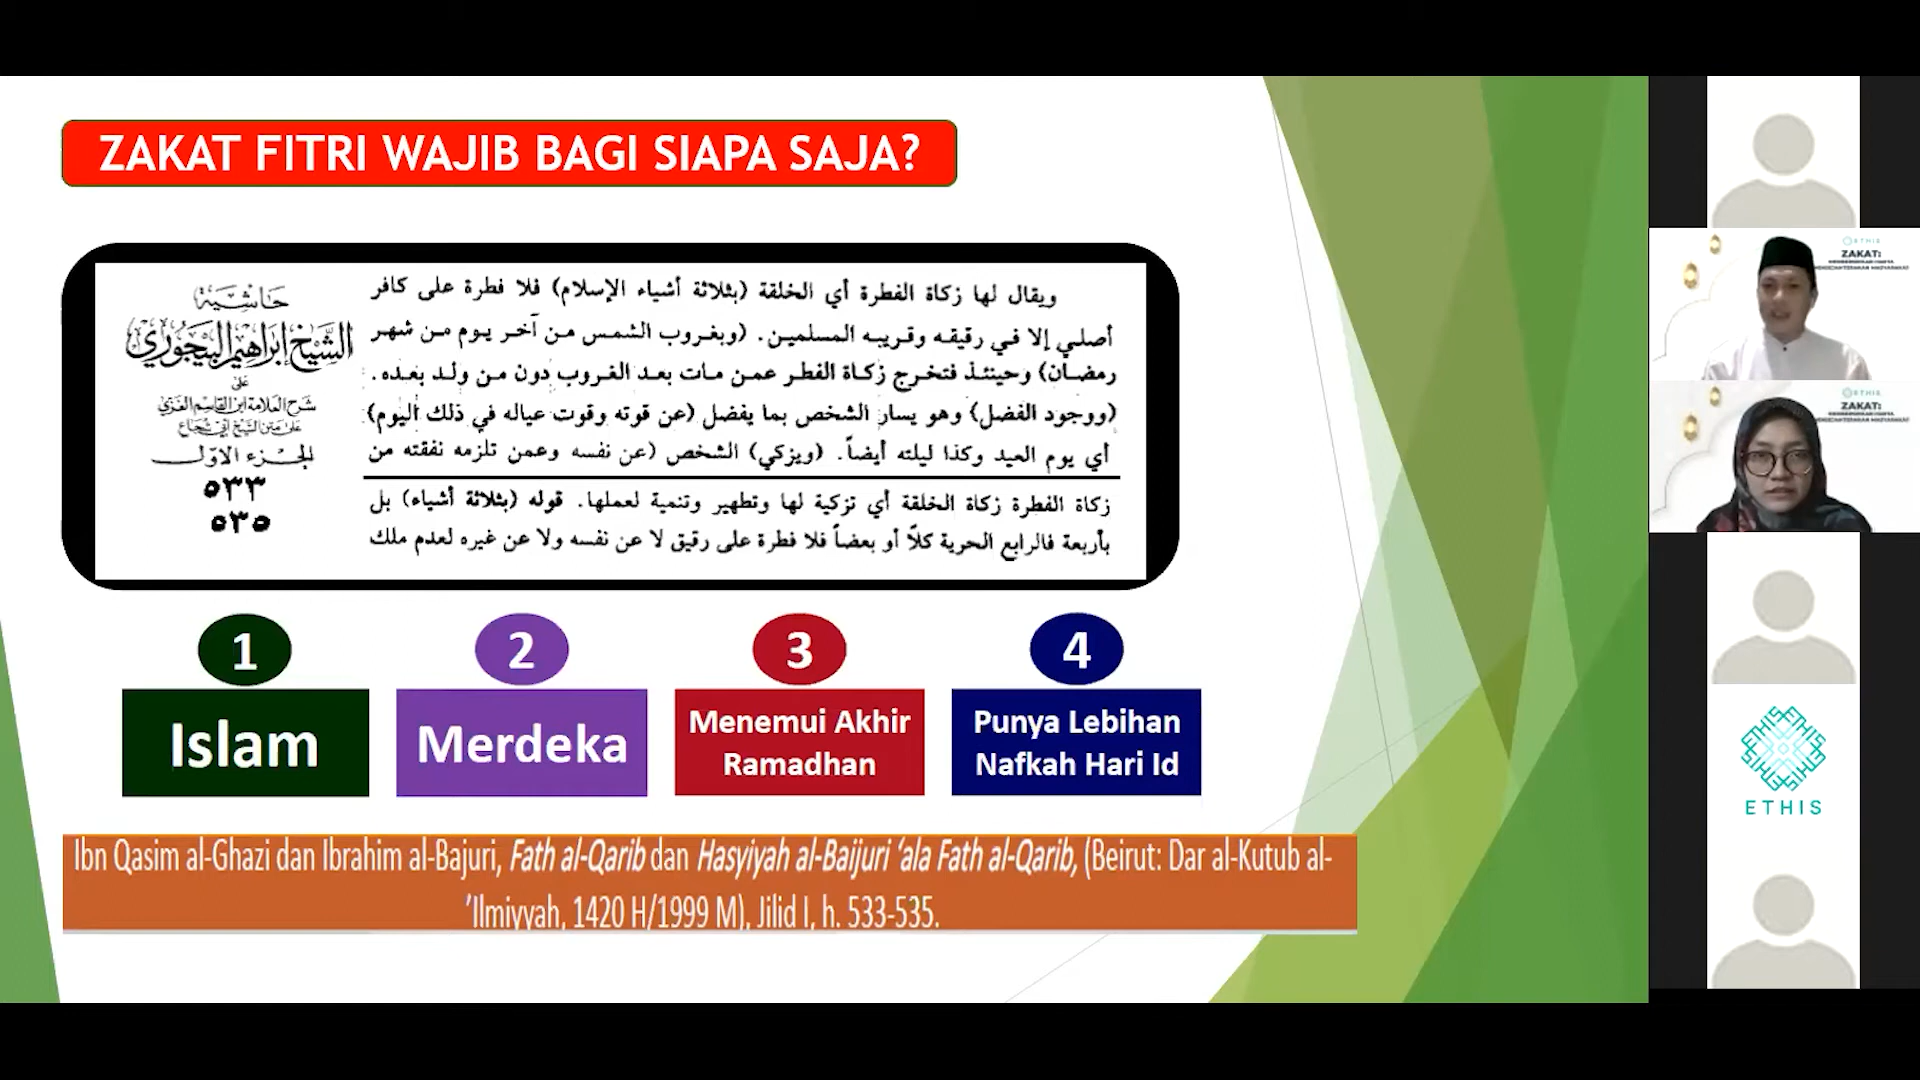 ZAKAT FITRI WAJIB BAGI SIAPA SAJA?
حاشية
الشيخ إبراهيم البيجوري
على
شرح العلامة ابن القاسم الغزي
على متن الشيخ أبي شجاع
الجزء الاول
٥٣٣
٥٣٥
ويقال لها زكاة الفطرة أي الخلقة (بثلاثة أشياء الإسلام) فلا فطرة على كافر
أصلي إلا في رقيقه وقريبه المسلمين. (وبغروب الشمس من آخر يوم من شهر
رمضان) وحينئذ فتخرج زكاة الفطر عمن مات بعد الغروب دون من ولد بعده.
(ووجود الفضل) وهو يسار الشخص بما يفضل (عن قوته وقوت عياله في ذلك اليوم)
أي يوم العيد وكذا ليلته أيضاً. (ويزكي) الشخص (عن نفسه وعمن تلزمه نفقته من
زكاة الفطرة زكاة الخلقة أي تزكية لها وتطهير وتنمية لعملها. قوله (بثلاثة أشياء) بل
بأربعة فالرابع الحرية كلّا أو بعضاً فلا فطرة على رقيق لا عن نفسه ولا عن غيره لعدم ملك
1
Islam
2
Merdeka
3
Menemui Akhir
Ramadhan
4
Punya Lebihan
Nafkah Hari Id
Ibn Qasim al-Ghazi dan Ibrahim al-Bajuri, Fath al-Qarib dan Hasyiyah al-Baijuri ‘ala Fath al-Qarib, (Beirut: Dar al-Kutub al-
’Ilmiyyah, 1420 H/1999 M), Jilid I, h. 533-535.
ETHIS
ZAKAT:
ETHIS
ZAKAT:
ETHIS